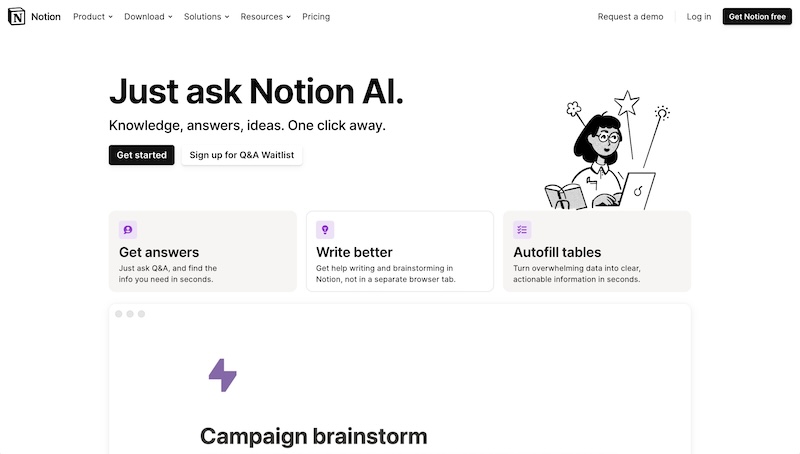 Notion
Product
Download
Solutions
Resources
Pricing
Request a demo
Log in
Get Notion free
Just ask Notion AI.
Knowledge, answers, ideas. One click away.
Get started
Sign up for Q&A Waitlist
Get answers
Just ask Q&A, and find the
info you need in seconds.
Write better
Get help writing and brainstorming in
Notion, not in a separate browser tab.
Autofill tables
Turn overwhelming data into clear,
actionable information in seconds.
Campaign brainstorm